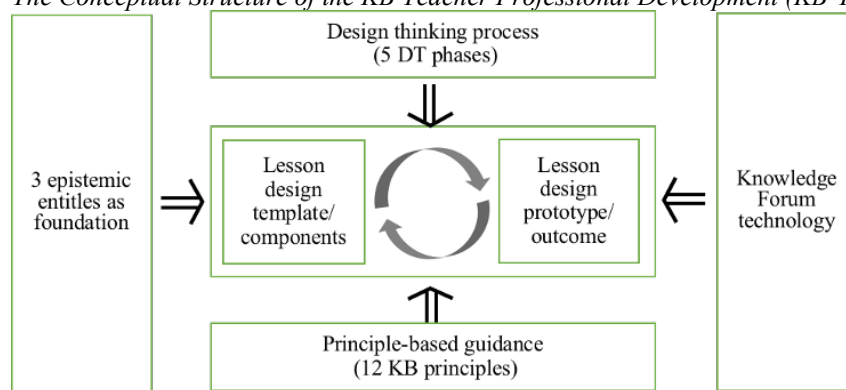 The Conceptual Structure of the KB Teacher Professional Development (KB
Design thinking process
(5 DT phases)
3 epistemic
entitles as
foundation
Lesson
design
template/
components
Lesson
design
prototype/
outcome
Knowledge
Forum
technology
Principle-based guidance
(12 KB principles)